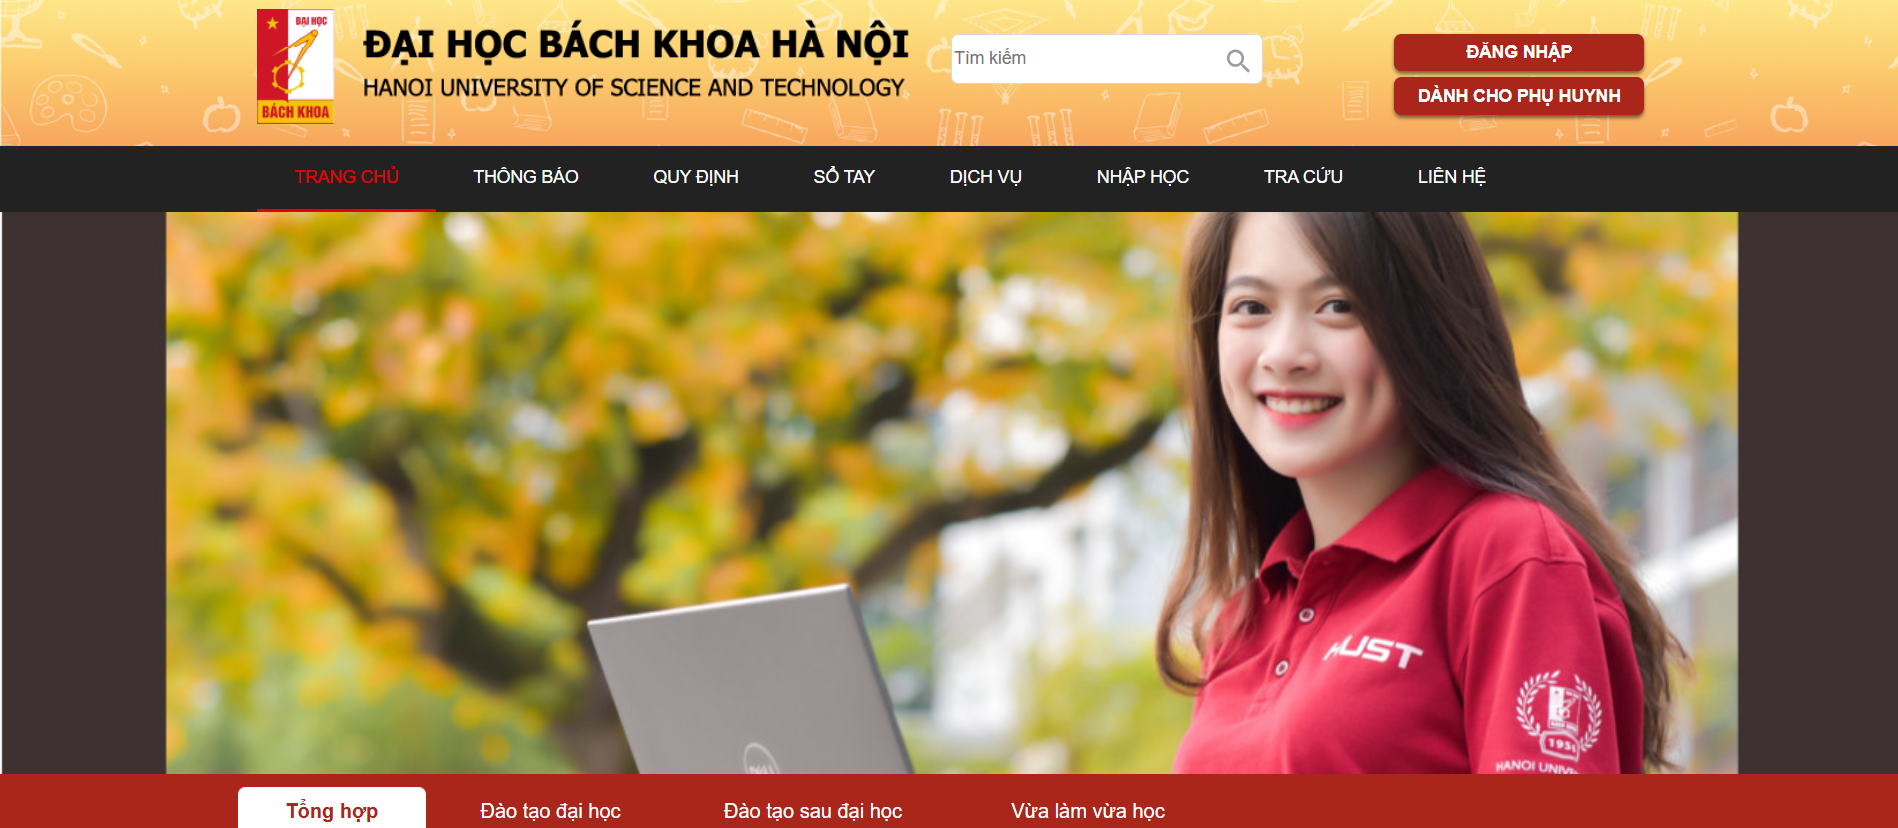 ĐẠI HỌC
BÁCH KHOA
ĐẠI HỌC BÁCH KHOA HÀ NỘI
HANOI UNIVERSITY OF SCIENCE AND TECHNOLOGY
Tìm kiếm
ĐĂNG NHẬP
DÀNH CHO PHỤ HUYNH
TRANG CHỦ THÔNG BÁO QUY ĐỊNH SỔ TAY DỊCH VỤ NHẬP HỌC TRA CỨU LIÊN HỆ
HUST
1956
HANOI
DELL
Tổng hợp Đào tạo đại học Đào tạo sau đại học Vừa làm vừa học